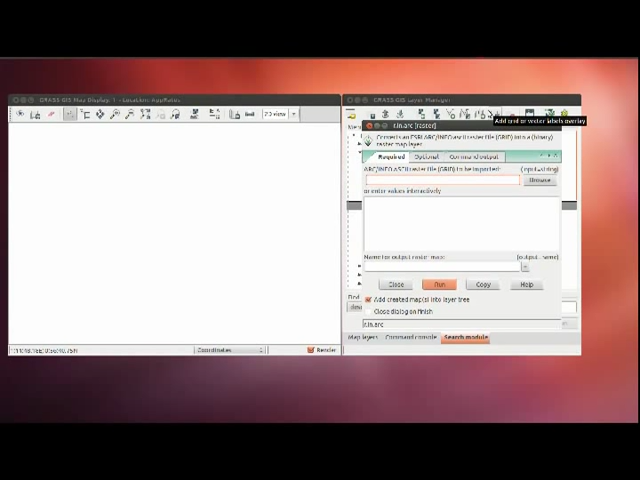 GRASS GIS Map Display: 1 - Location:
GRASS GIS Layer Manager
2D view
Add grid or vector labels overlay
r.in.arc [raster]
Converts an ESRI ARC/INFO ascii raster file (GRID) into a (binary)
raster map layer.
Required
Optional
Command output
ARC/INFO ASCII raster file (GRID) to be imported:
(input=string)
Browse
or enter values interactively
Name for output raster map:
(output=name)
Close
Run
Copy
Help
Add created map(s) into layer tree
Close dialog on finish
r.in.arc
Map layers
Command console
Search module
Coordinates
Render